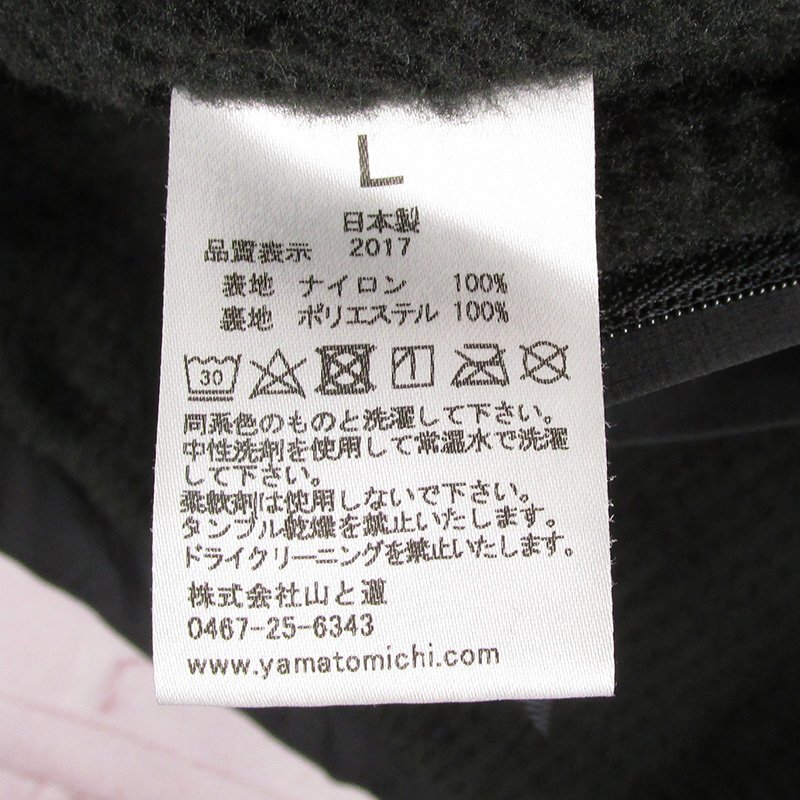 L
日本製
品質表示 2017
表地 ナイロン 100%
裏地 ポリエステル 100%
30
同系色のものと洗濯して下さい。
中性洗剤を使用して常温水で洗濯
して下さい。
柔軟剤は使用しないで下さい。
タンブル乾燥を禁止いたします。
ドライクリーニングを禁止いたします。
株式会社山と道
0467-25-6343
www.yamatomichi.com